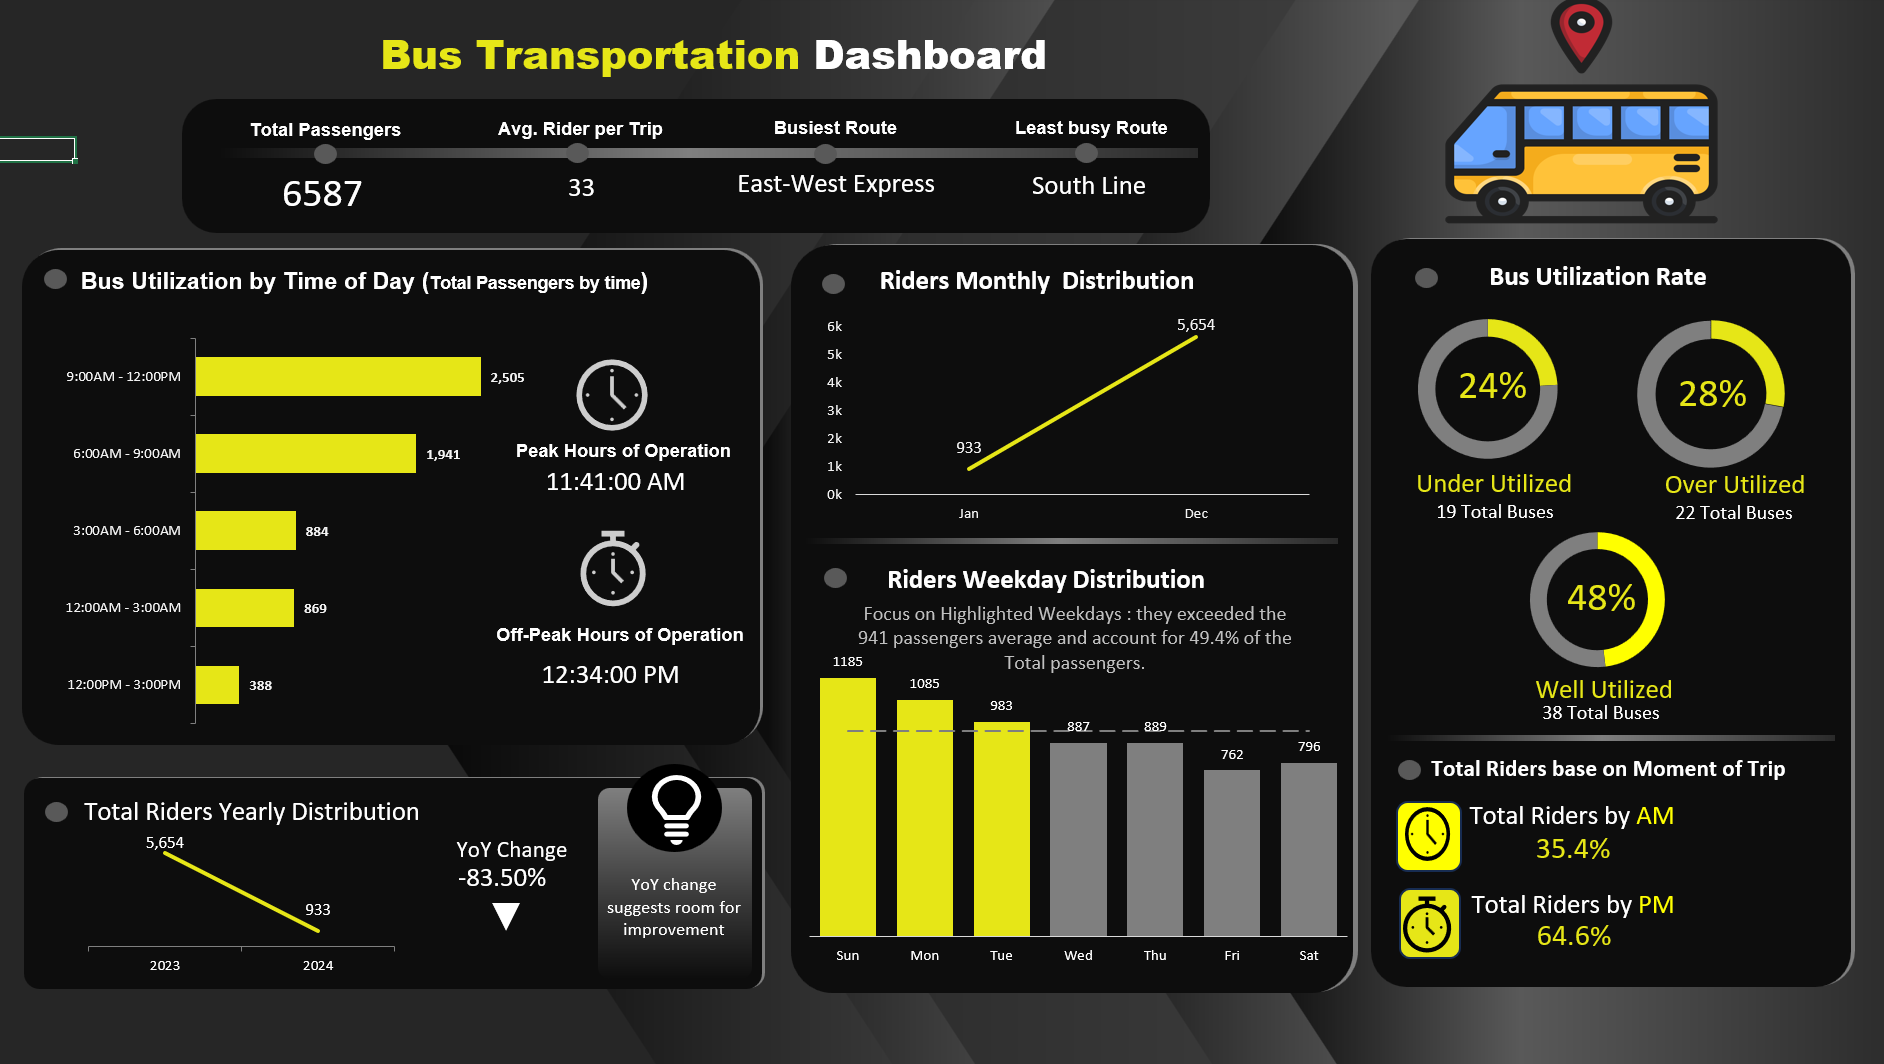 Bus Transportation Dashboard
Total Passengers
6587
Avg. Rider per Trip
33
Busiest Route
East-West Express
Least busy Route
South Line
Bus Utilization by Time of Day (Total Passengers by time)
9:00AM - 12:00PM
2,505
6:00AM - 9:00AM
1,941
3:00AM - 6:00AM
884
12:00AM - 3:00AM
869
12:00PM - 3:00PM
388
Peak Hours of Operation
11:41:00 AM
Off-Peak Hours of Operation
12:34:00 PM
Total Riders Yearly Distribution
5,654
933
2023
2024
YoY Change
-83.50%
YoY change
suggests room for
improvement
Riders Monthly  Distribution
6k
5k
4k
3k
2k
1k
0k
933
5,654
Jan
Dec
Riders Weekday Distribution
Focus on Highlighted Weekdays : they exceeded the
941 passengers average and account for 49.4% of the
Total passengers.
1185
1085
983
887
889
762
796
Sun
Mon
Tue
Wed
Thu
Fri
Sat
Bus Utilization Rate
24%
Under Utilized
19 Total Buses
28%
Over Utilized
22 Total Buses
48%
Well Utilized
38 Total Buses
Total Riders base on Moment of Trip
Total Riders by AM
35.4%
Total Riders by PM
64.6%